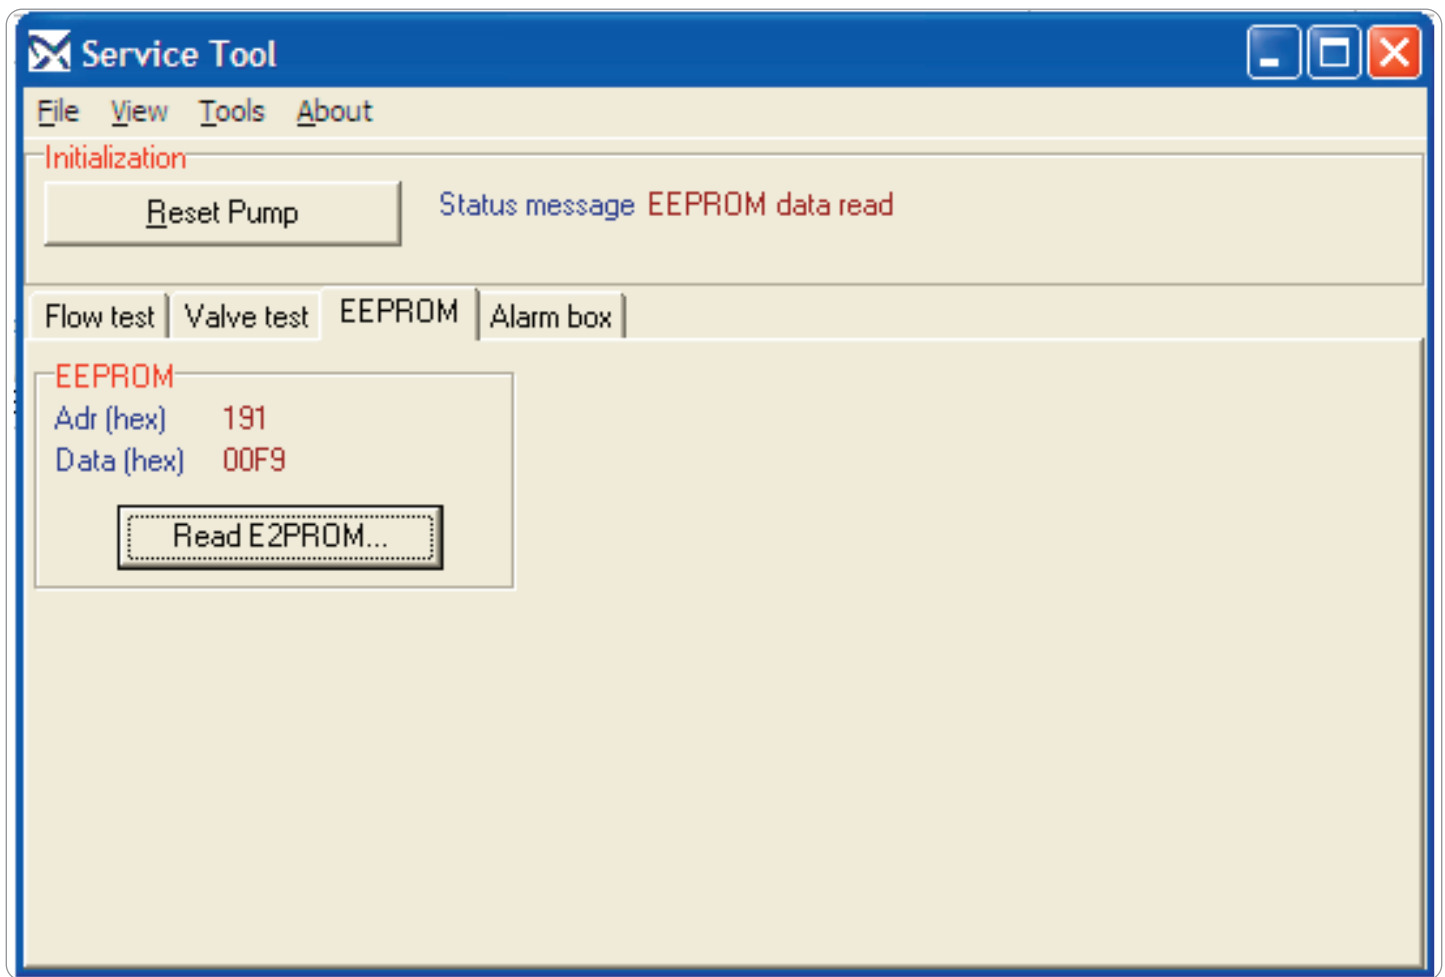 Service Tool
File View Tools About
Initialization
Reset Pump Status message EEPROM data read
Flow test Valve test EEPROM Alarm box
EEPROM
Adr (hex) 191
Data (hex) 00F9
Read E2PROM...